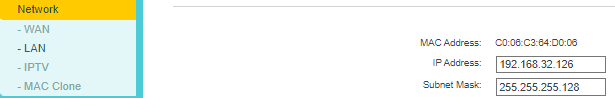 Network
- WAN
- LAN
- IPTV
- MAC Clone
MAC Address: C0:06:C3:64:D0:06
IP Address: 192.168.32.126
Subnet Mask: 255.255.255.128